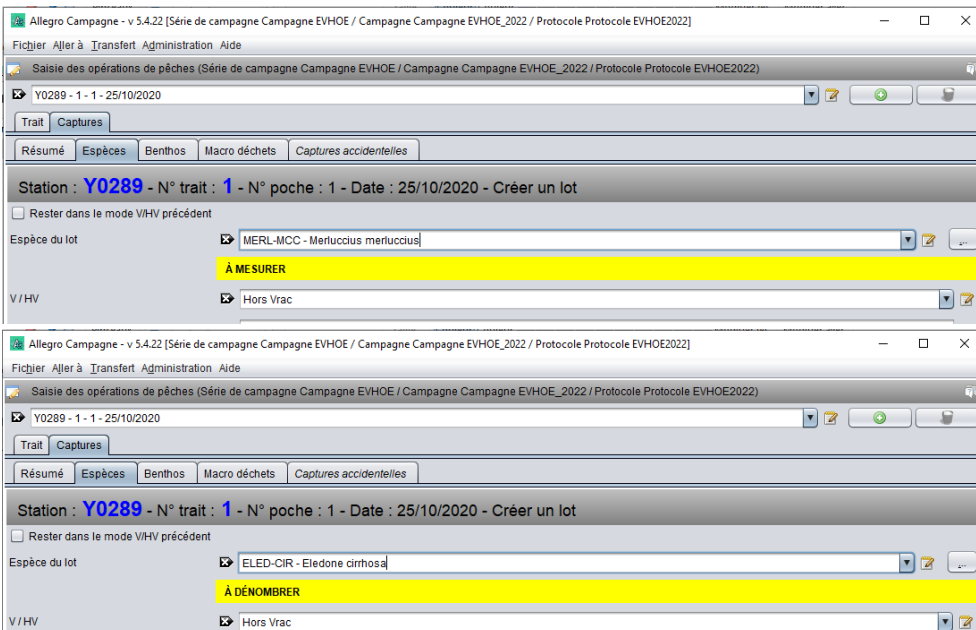 Allegro Campagne - v 5.4.22 [Série de campagne Campagne EVHOE / Campagne Campagne EVHOE_2022 / Protocole Protocole EVHOE2022]
Fichier Aller à Transfert Administration Aide
Saisie des opérations de pêches (Série de campagne Campagne EVHOE / Campagne Campagne EVHOE_2022 / Protocole Protocole EVHOE2022)
Y0289 - 1 - 1 - 25/10/2020
Trait Captures
Résumé Espèces Benthos Macro déchets Captures accidentelles
Station : Y0289 - N° trait : 1 - N° poche : 1 - Date : 25/10/2020 - Créer un lot
Rester dans le mode V/HV précédent
Espèce du lot MERL-MCC - Merluccius merluccius ...
À MESURER
V / HV Hors Vrac
Allegro Campagne - v 5.4.22 [Série de campagne Campagne EVHOE / Campagne Campagne EVHOE_2022 / Protocole Protocole EVHOE2022]
Fichier Aller à Transfert Administration Aide
Saisie des opérations de pêches (Série de campagne Campagne EVHOE / Campagne Campagne EVHOE_2022 / Protocole Protocole EVHOE2022)
Y0289 - 1 - 1 - 25/10/2020
Trait Captures
Résumé Espèces Benthos Macro déchets Captures accidentelles
Station : Y0289 - N° trait : 1 - N° poche : 1 - Date : 25/10/2020 - Créer un lot
Rester dans le mode V/HV précédent
Espèce du lot ELED-CIR - Eledone cirrhosa ...
À DÉNOMBRER
V / HV Hors Vrac